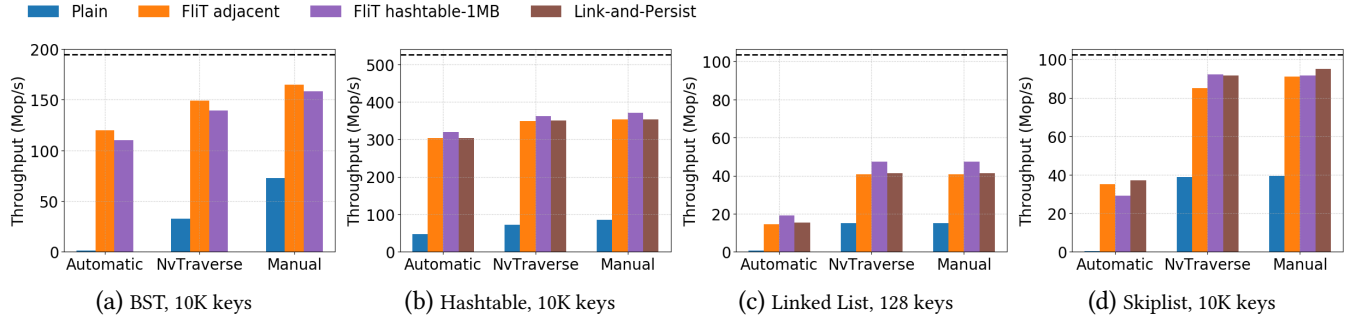 Plain FliT adjacent FliT hashtable-1MB Link-and-Persist
Throughput (Mop/s)
200
150
100
50
0
Automatic NvTraverse Manual
(a) BST, 10K keys
Throughput (Mop/s)
500
400
300
200
100
0
Automatic NvTraverse Manual
(b) Hashtable, 10K keys
Throughput (Mop/s)
100
80
60
40
20
0
Automatic NvTraverse Manual
(c) Linked List, 128 keys
Throughput (Mop/s)
100
80
60
40
20
0
Automatic NvTraverse Manual
(d) Skiplist, 10K keys